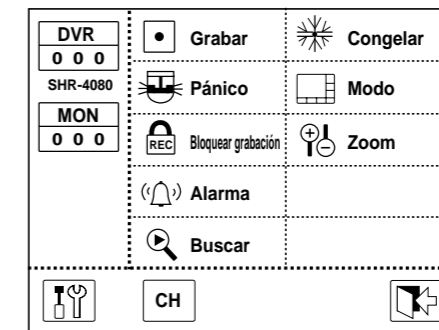 DVR
0 0 0
SHR-4080
MON
0 0 0
Grabar
Congelar
Pánico
Modo
REC
Bloquear grabación
Zoom
Alarma
Buscar
CH